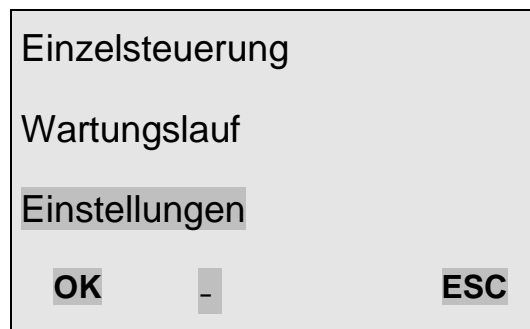 Einzelsteuerung
Wartungslauf
Einstellungen
OK - ESC